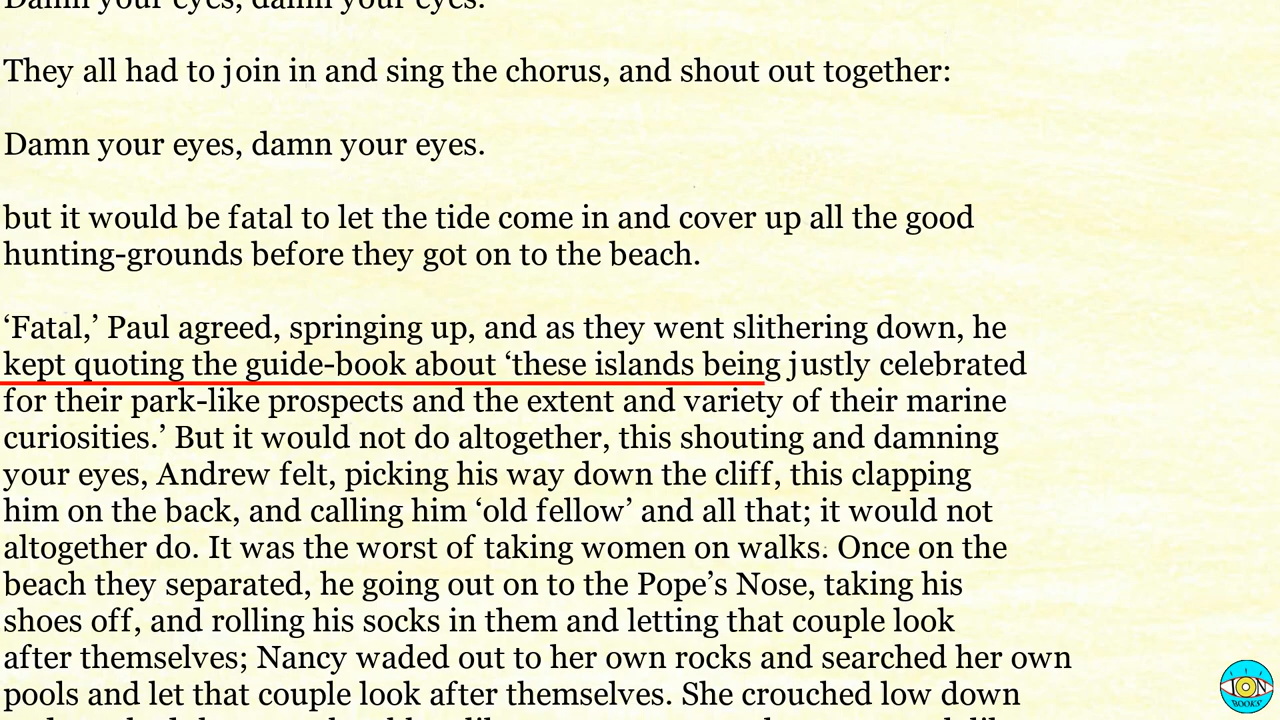 Damn your eyes, damn your eyes.
They all had to join in and sing the chorus, and shout out together:
Damn your eyes, damn your eyes.
but it would be fatal to let the tide come in and cover up all the good
hunting-grounds before they got on to the beach.
‘Fatal,’ Paul agreed, springing up, and as they went slithering down, he
kept quoting the guide-book about ‘these islands being justly celebrated
for their park-like prospects and the extent and variety of their marine
curiosities.’ But it would not do altogether, this shouting and damning
your eyes, Andrew felt, picking his way down the cliff, this clapping
him on the back, and calling him ‘old fellow’ and all that; it would not
altogether do. It was the worst of taking women on walks. Once on the
beach they separated, he going out on to the Pope’s Nose, taking his
shoes off, and rolling his socks in them and letting that couple look
after themselves; Nancy waded out to her own rocks and searched her own
pools and let that couple look after themselves. She crouched low down
ION
BOOKS